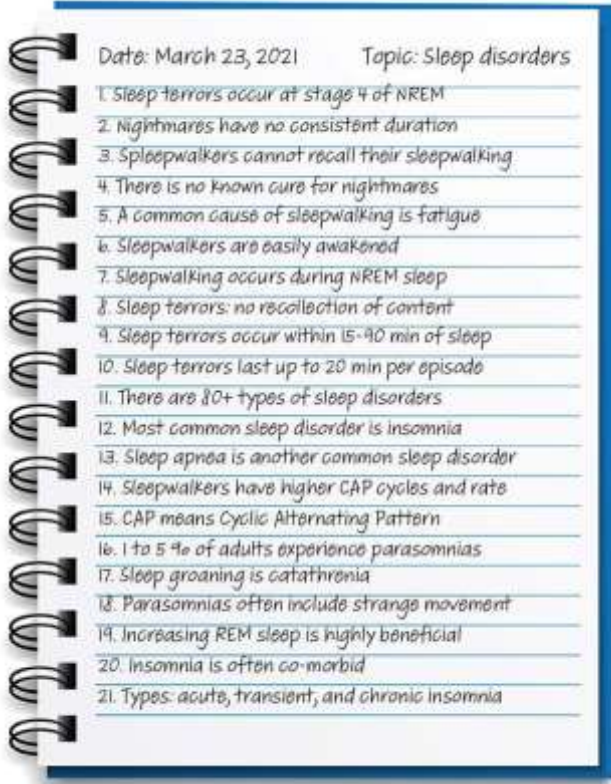 Date: March 23, 2021 Topic: Sleep disorders
1. Sleep terrors occur at stage 4 of NREM
2. Nightmares have no consistent duration
3. Spleepwalkers cannot recall their sleepwalking
4. There is no known cure for nightmares
5. A common cause of sleepwalking is fatigue
6. Sleepwalkers are easily awakened
7. Sleepwalking occurs during NREM sleep
8. Sleep terrors: no recollection of content
9. Sleep terrors occur within 15-90 min of sleep
10. Sleep terrors last up to 20 min per episode
11. There are 80+ types of sleep disorders
12. Most common sleep disorder is insomnia
13. Sleep apnea is another common sleep disorder
14. Sleepwalkers have higher CAP cycles and rate
15. CAP means Cyclic Alternating Pattern
16. 1 to 5 % of adults experience parasomnias
17. Sleep groaning is catathrenia
18. Parasomnias often include strange movement
19. Increasing REM sleep is highly beneficial
20. Insomnia is often co-morbid
21. Types: acute, transient, and chronic insomnia